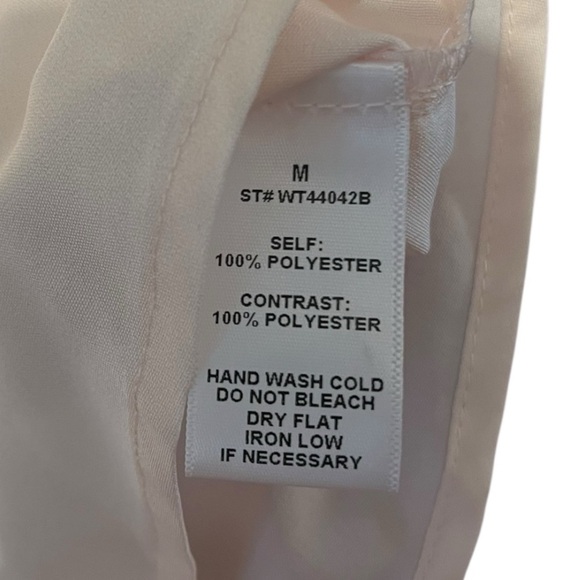 M
ST# WT44042B
SELF:
100% POLYESTER
CONTRAST:
100% POLYESTER
HAND WASH COLD
DO NOT BLEACH
DRY FLAT
IRON LOW
IF NECESSARY